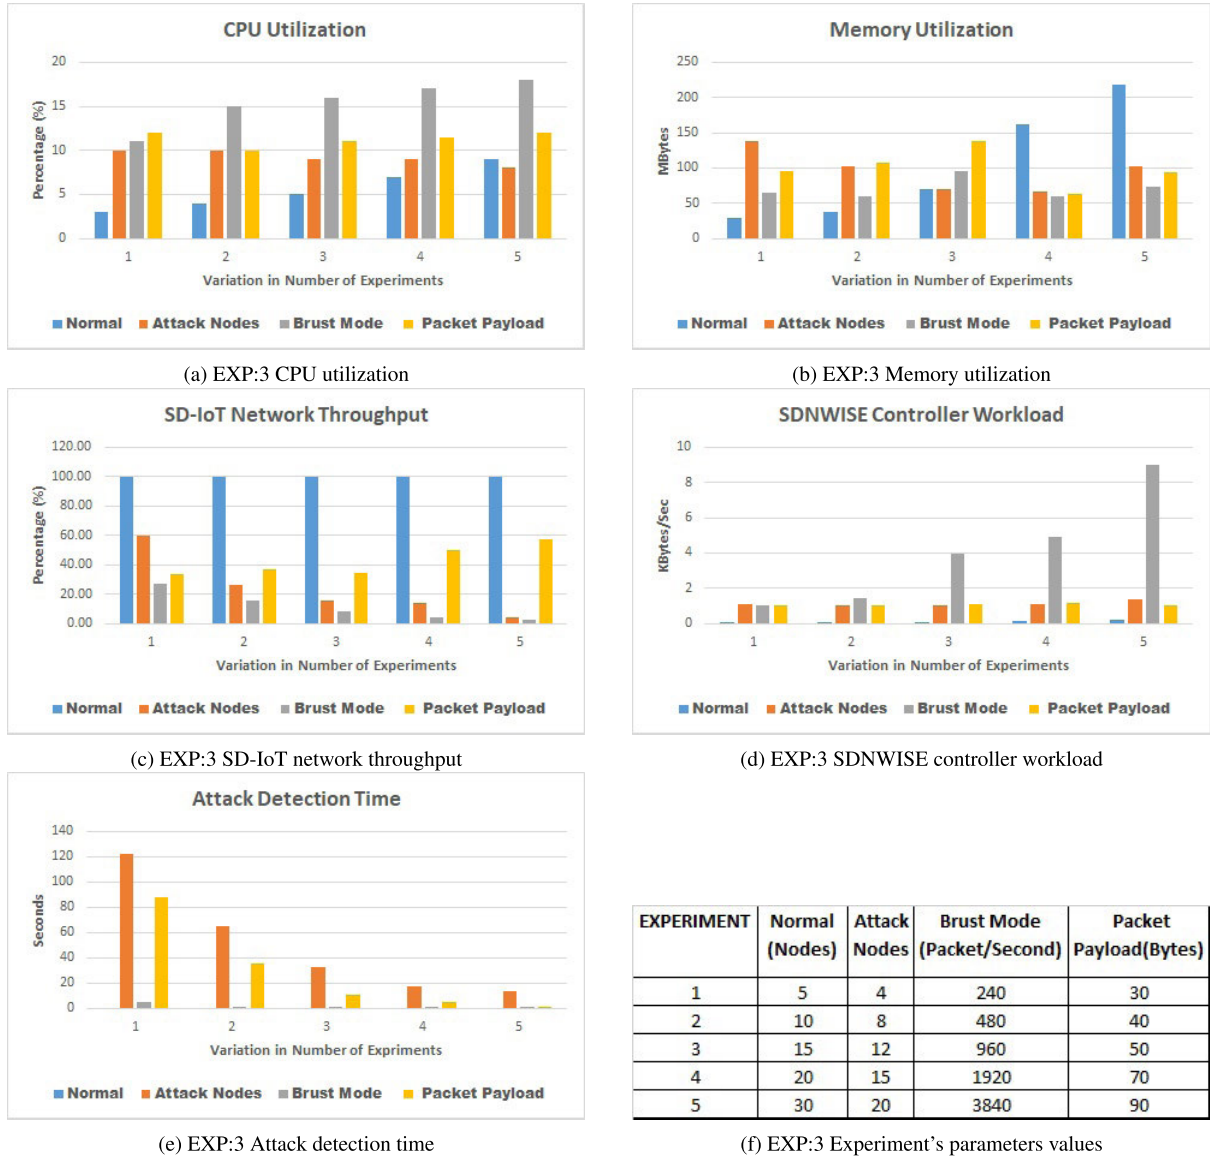 CPU Utilization
20
15
10
5
0
Percentage (%)
1 2 3 4 5
Variation in Number of Experiments
Normal Attack Nodes Brust Mode Packet Payload
(a) EXP:3 CPU utilization
Memory Utilization
250
200
150
100
50
0
MBytes
1 2 3 4 5
Variation in Number of Experiments
Normal Attack Nodes Brust Mode Packet Payload
(b) EXP:3 Memory utilization
SD-IoT Network Throughput
120.00
100.00
80.00
60.00
40.00
20.00
0.00
Percentage (%)
1 2 3 4 5
Variation in Number of Experiments
Normal Attack Nodes Brust Mode Packet Payload
(c) EXP:3 SD-IoT network throughput
SDNWISE Controller Workload
10
8
6
4
2
0
KBytes/Sec
1 2 3 4 5
Variation in Number of Experiments
Normal Attack Nodes Brust Mode Packet Payload
(d) EXP:3 SDNWISE controller workload
Attack Detection Time
140
120
100
80
60
40
20
0
Seconds
1 2 3 4 5
Variation in Number of Expriments
Normal Attack Nodes Brust Mode Packet Payload
(e) EXP:3 Attack detection time
EXPERIMENT Normal Attack Brust Mode Packet
(Nodes) Nodes (Packet/Second) Payload(Bytes)
1 5 4 240 30
2 10 8 480 40
3 15 12 960 50
4 20 15 1920 70
5 30 20 3840 90
(f) EXP:3 Experiment's parameters values